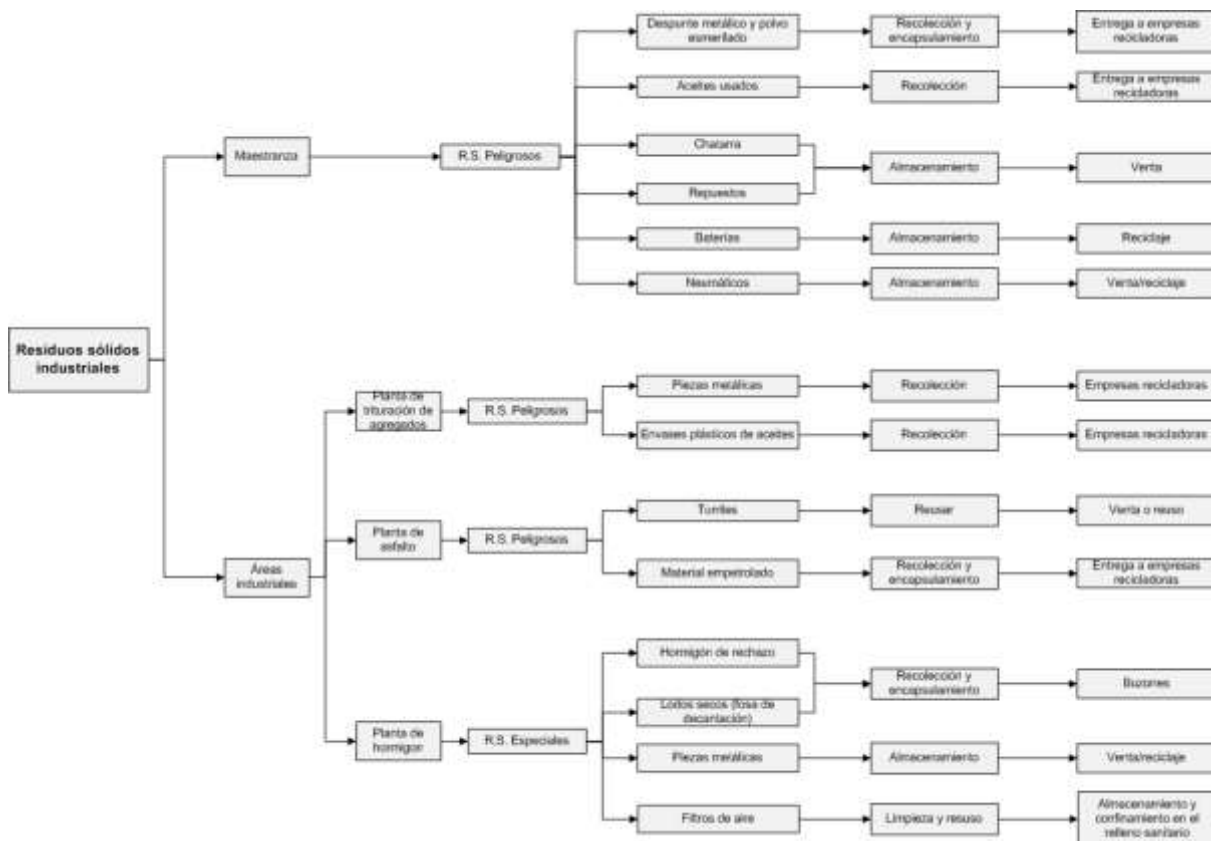 Despunte metálico y polvo
esmerilado
Recolección y
encapsulamiento
Entrega a empresas
recicladoras
Aceites usados
Recolección
Entrega a empresas
recicladoras
Maestranza
R.S. Peligrosos
Chatarra
Repuestos
Almacenamiento
Venta
Baterías
Almacenamiento
Reciclaje
Neumáticos
Almacenamiento
Venta/reciclaje
Residuos sólidos
industriales
Planta de
trituración de
agregados
R.S. Peligrosos
Piezas metálicas
Recolección
Empresas recicladoras
Envases plásticos de aceites
Recolección
Empresas recicladoras
Áreas
industriales
Planta de
asfalto
R.S. Peligrosos
Turriles
Reusar
Venta o reuso
Material empetrolado
Recolección y
encapsulamiento
Entrega a empresas
recicladoras
Planta de
hormigon
R.S. Especiales
Hormigón de rechazo
Lodos secos (fosa de
decantación)
Recolección y
encapsulamiento
Buzones
Piezas metálicas
Almacenamiento
Venta/reciclaje
Filtros de aire
Limpieza y resuso
Almacenamiento y
confinamiento en el
relleno sanitario